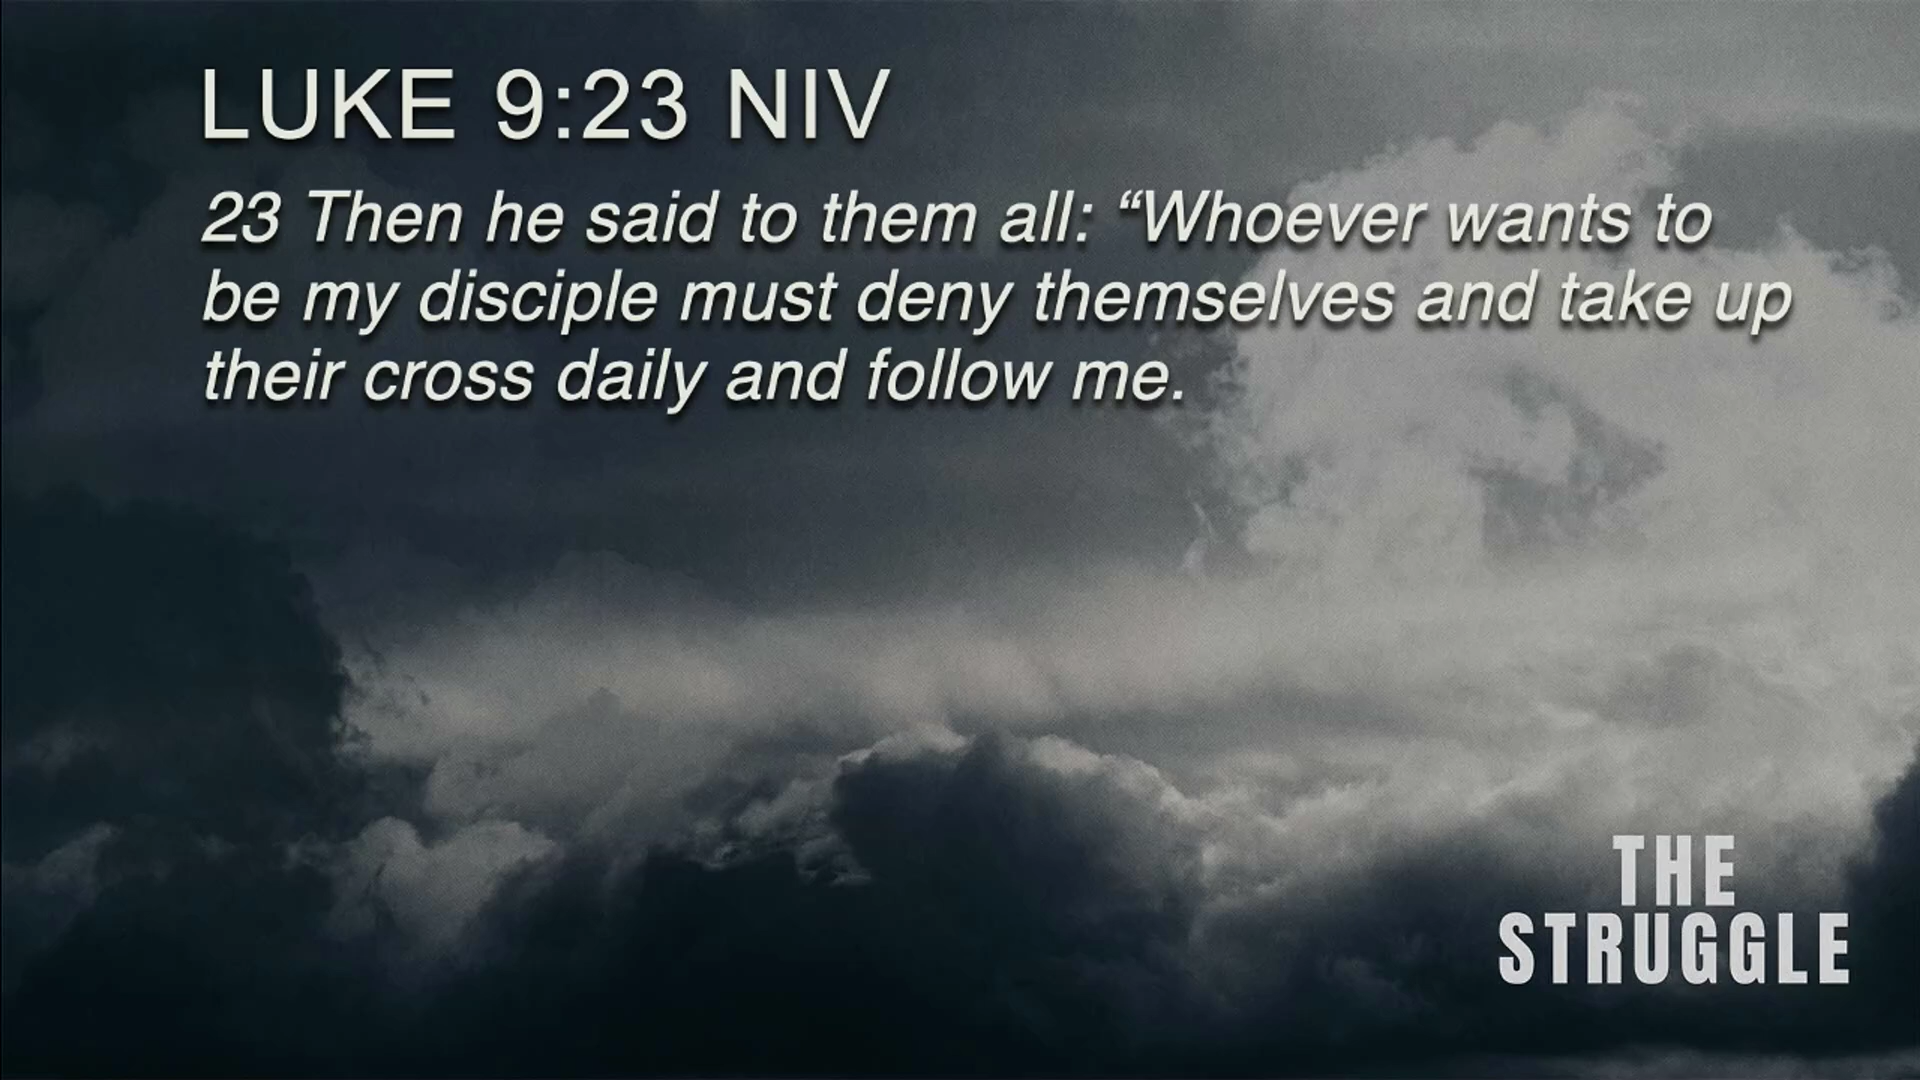 LUKE 9:23 NIV
23 Then he said to them all: “Whoever wants to
be my disciple must deny themselves and take up
their cross daily and follow me.
THE
STRUGGLE